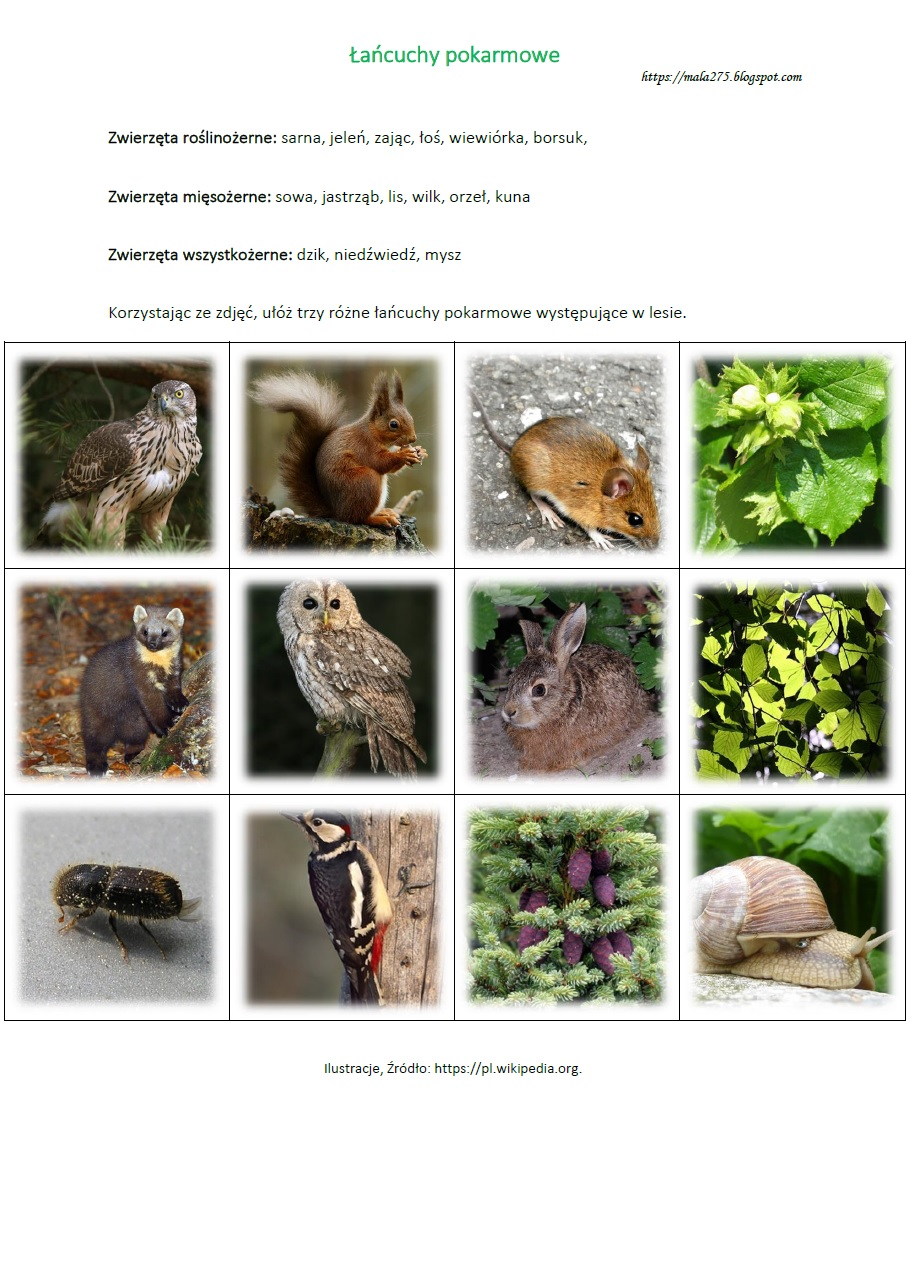 Łańcuchy pokarmowe
https://mala275.blogspot.com
Zwierzęta roślinożerne: sarna, jeleń, zając, łoś, wiewiórka, borsuk,
Zwierzęta mięsożerne: sowa, jastrząb, lis, wilk, orzeł, kuna
Zwierzęta wszystkożerne: dzik, niedźwiedź, mysz
Korzystając ze zdjęć, ułóż trzy różne łańcuchy pokarmowe występujące w lesie.
Ilustracje, Źródło: https://pl.wikipedia.org.